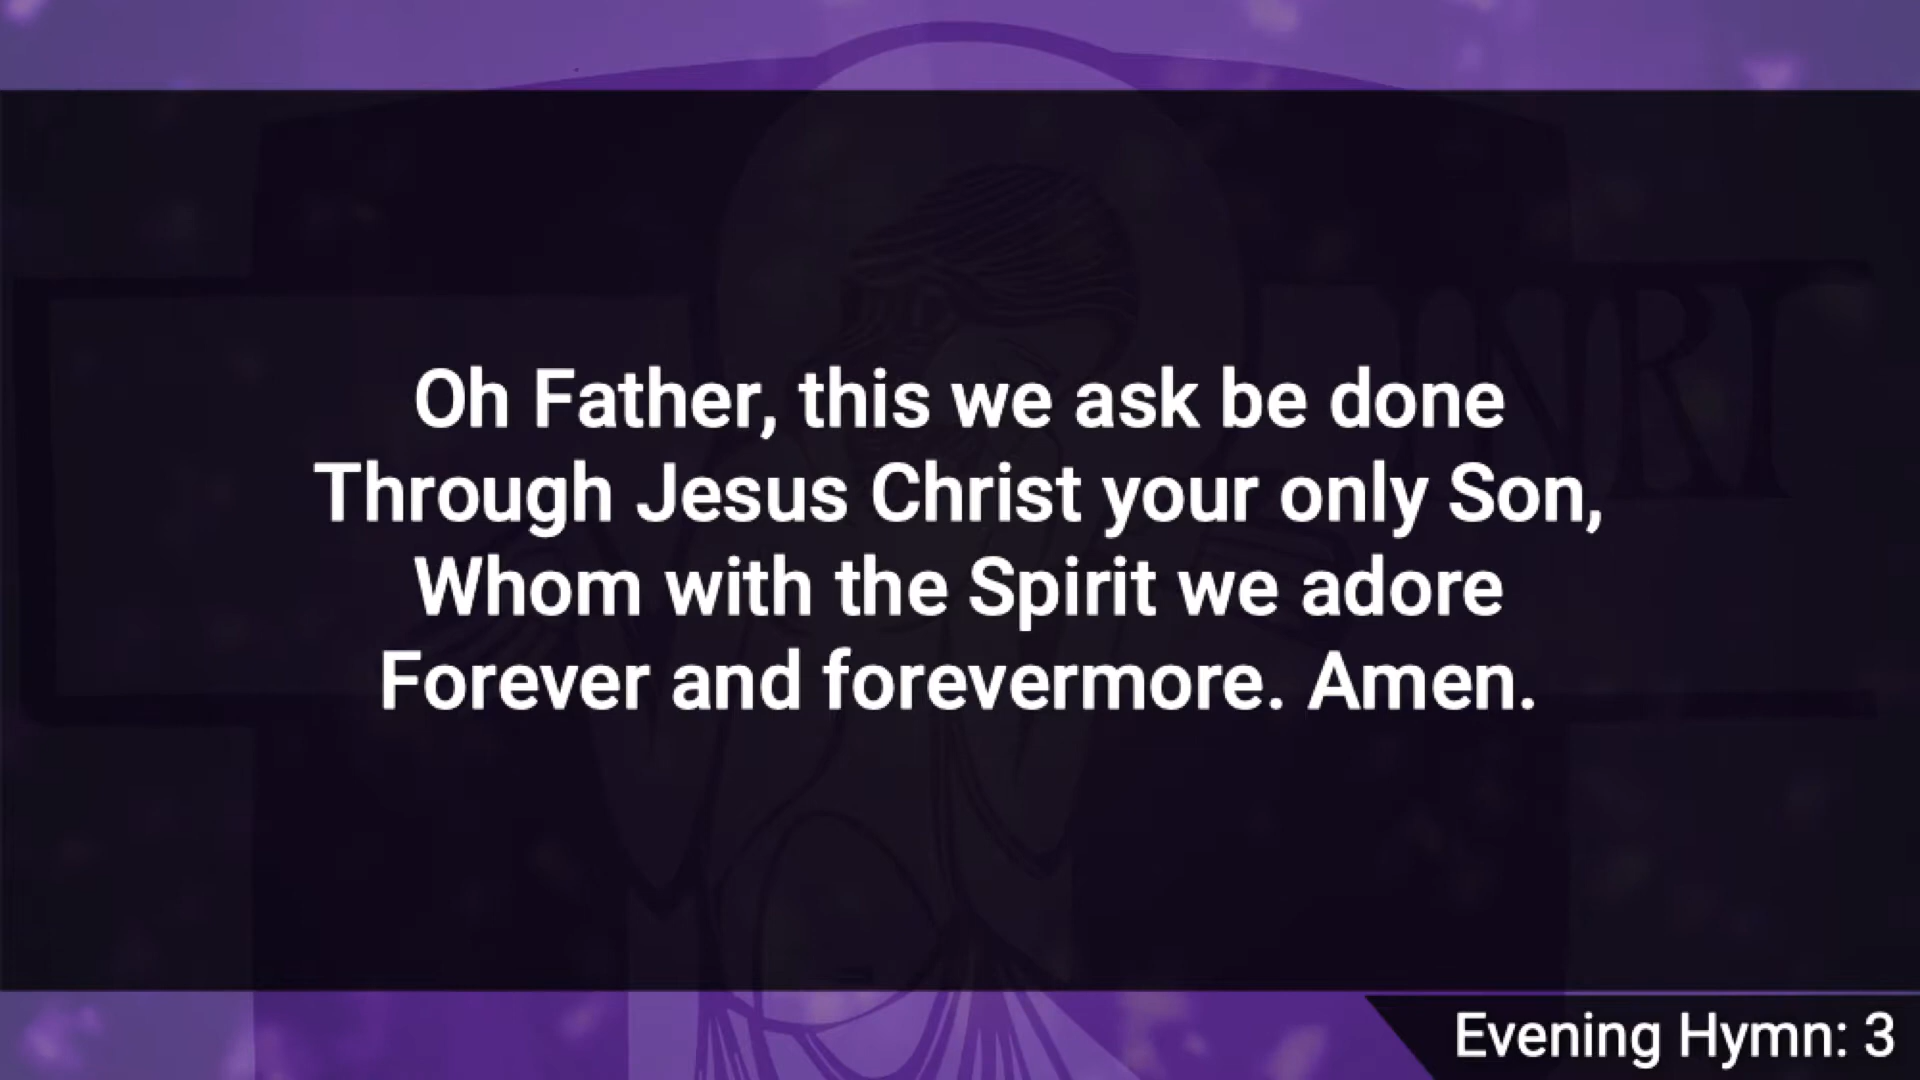 INRI
Oh Father, this we ask be done
Through Jesus Christ your only Son,
Whom with the Spirit we adore
Forever and forevermore. Amen.
Evening Hymn: 3